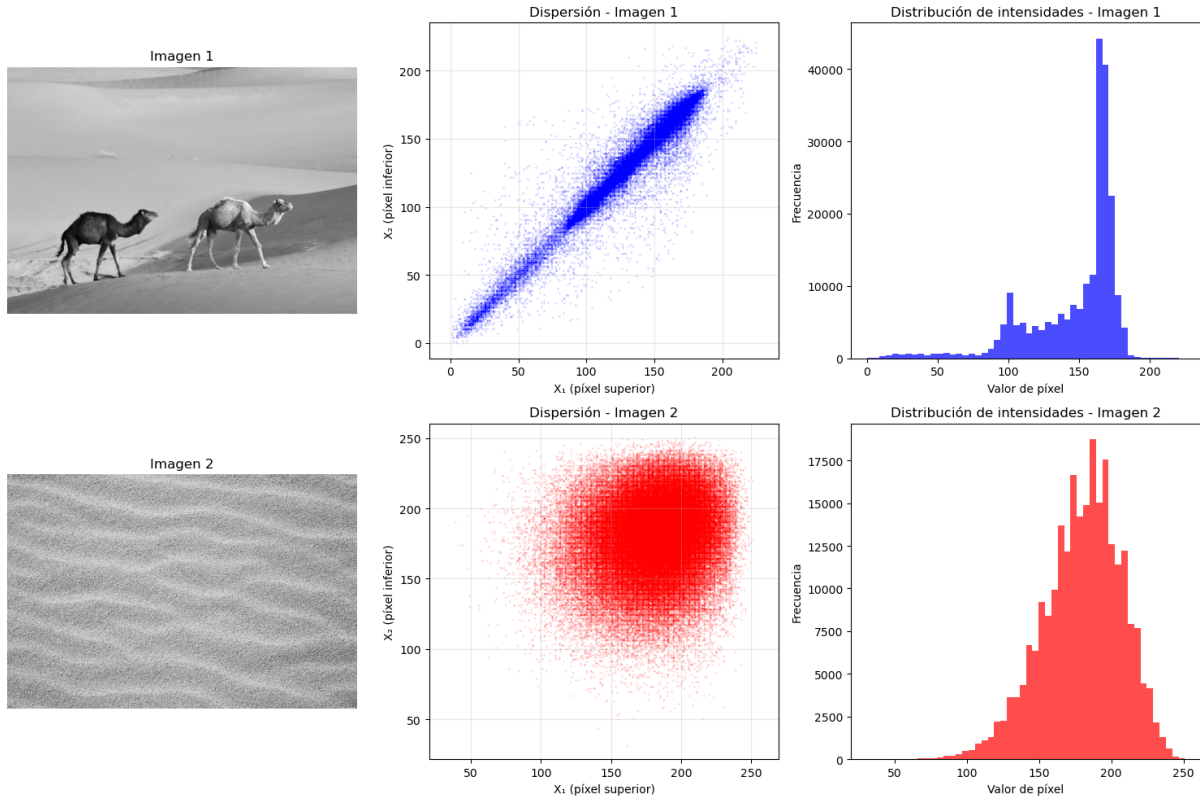 Imagen 1
Dispersión - Imagen 1
200
150
100
50
0
X₂ (píxel inferior)
0 50 100 150 200
X₁ (píxel superior)
Distribución de intensidades - Imagen 1
40000
30000
20000
10000
0
Frecuencia
0 50 100 150 200
Valor de píxel
Imagen 2
Dispersión - Imagen 2
250
200
150
100
50
X₂ (píxel inferior)
50 100 150 200 250
X₁ (píxel superior)
Distribución de intensidades - Imagen 2
17500
15000
12500
10000
7500
5000
2500
0
Frecuencia
50 100 150 200 250
Valor de píxel